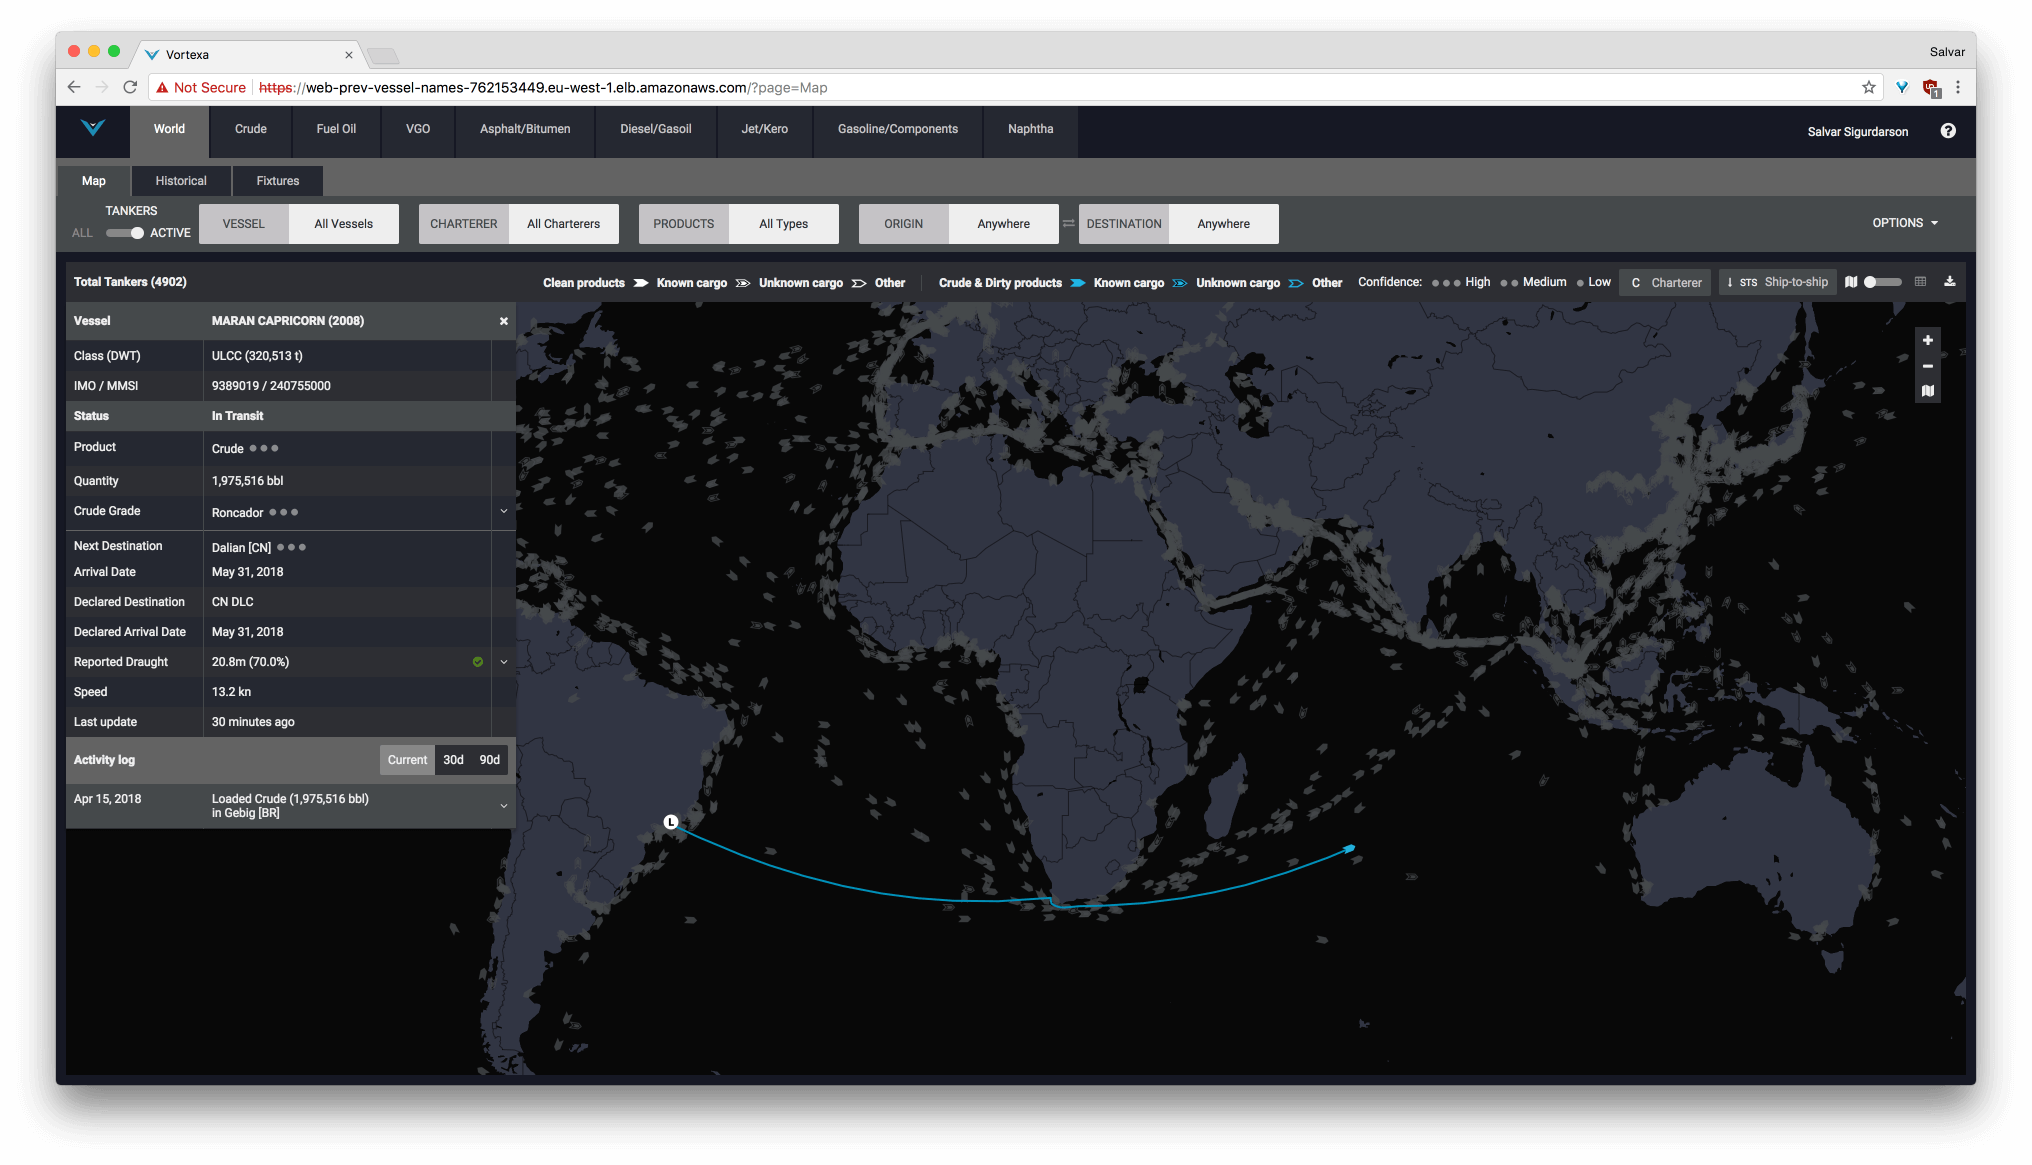 Vortexa
Salvar
Not Secure https://web-prev-vessel-names-762153449.eu-west-1.elb.amazonaws.com/?page=Map
1
World Crude Fuel Oil VGO Asphalt/Bitumen Diesel/Gasoil Jet/Kero Gasoline/Components Naphtha
Salvar Sigurdarson ?
Map Historical Fixtures
TANKERS
ALL ACTIVE
VESSEL All Vessels CHARTERER All Charterers PRODUCTS All Types ORIGIN Anywhere DESTINATION Anywhere
OPTIONS
Total Tankers (4902)
Clean products Known cargo Unknown cargo Other Crude & Dirty products Known cargo Unknown cargo Other Confidence: High Medium Low C Charterer STS Ship-to-ship
Vessel MARAN CAPRICORN (2008)
Class (DWT) ULCC (320,513 t)
IMO / MMSI 9389019 / 240755000
Status In Transit
Product Crude
Quantity 1,975,516 bbl
Crude Grade Roncador
Next Destination Dalian [CN]
Arrival Date May 31, 2018
Declared Destination CN DLC
Declared Arrival Date May 31, 2018
Reported Draught 20.8m (70.0%)
Speed 13.2 kn
Last update 30 minutes ago
Activity log Current 30d 90d
Apr 15, 2018 Loaded Crude (1,975,516 bbl)
in Gebig [BR]
L